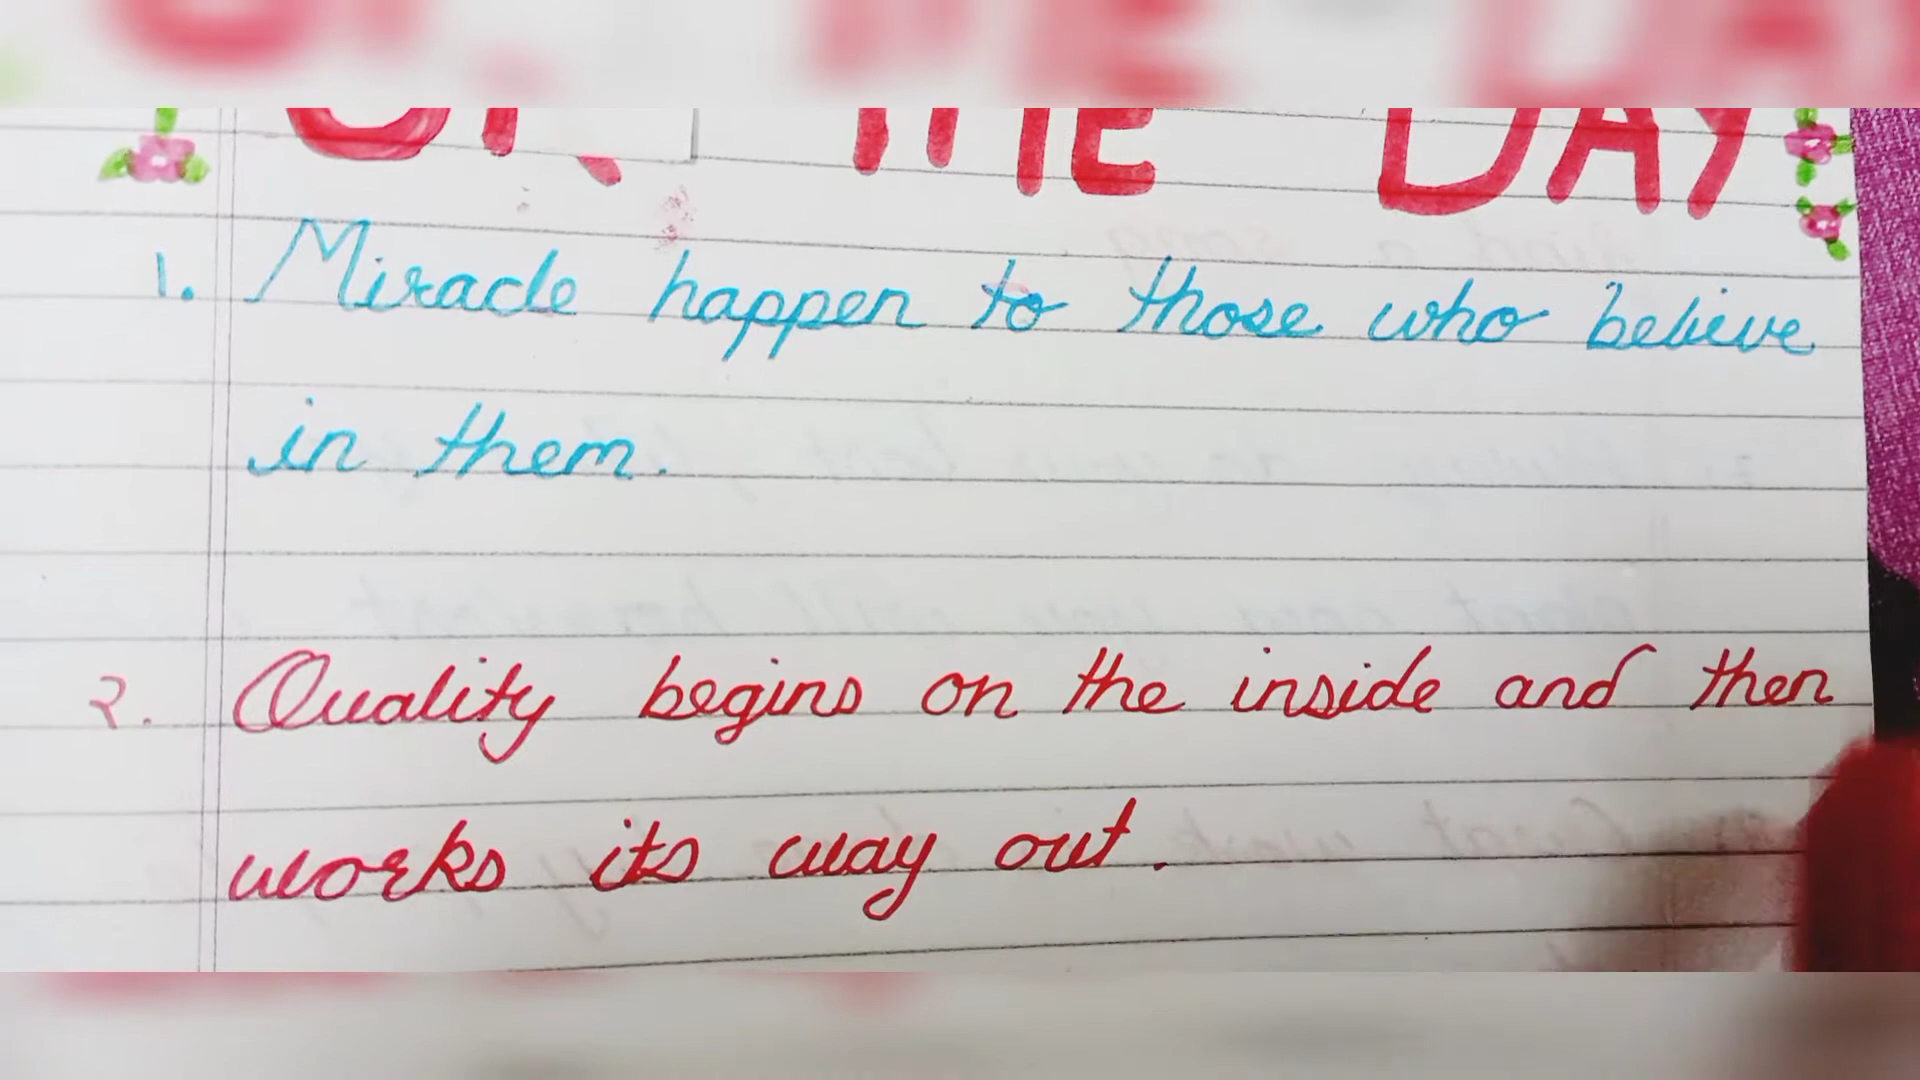 THE DAY
1. Miracle happen to those who believe
in them.
2. Quality begins on the inside and then
works its way out.